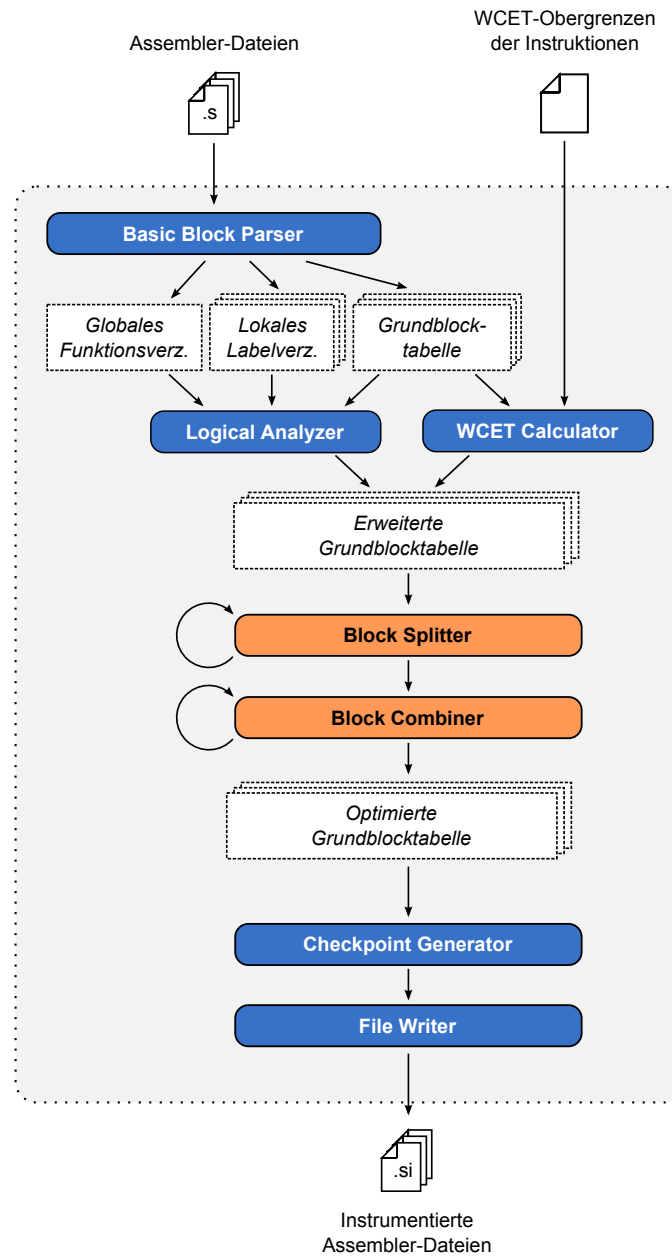 Assembler-Dateien
WCET-Obergrenzen
der Instruktionen
.s
Basic Block Parser
Globales
Funktionsverz.
Lokales
Labelverz.
Grundblock-
tabelle
Logical Analyzer
WCET Calculator
Erweiterte
Grundblocktabelle
Block Splitter
Block Combiner
Optimierte
Grundblocktabelle
Checkpoint Generator
File Writer
.si
Instrumentierte
Assembler-Dateien